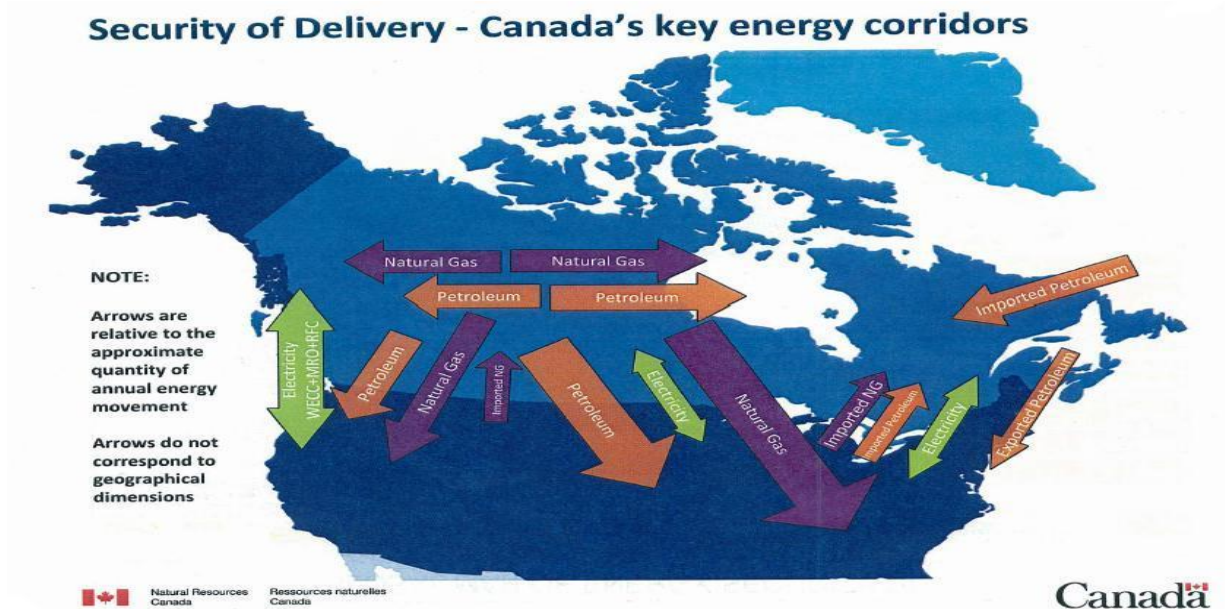 Security of Delivery - Canada's key energy corridors
NOTE:
Arrows are
relative to the
approximate
quantity of
annual energy
movement
Arrows do not
correspond to
geographical
dimensions
Natural Gas
Natural Gas
Petroleum
Petroleum
Imported Petroleum
Electricity
WECC+MRO+RFC
Petroleum
Natural Gas
Imported NG
Petroleum
Electricity
Natural Gas
Imported NG
Imported Petroleum
Electricity
Exported Petroleum
Natural Resources
Canada
Ressources naturelles
Canada
Canada